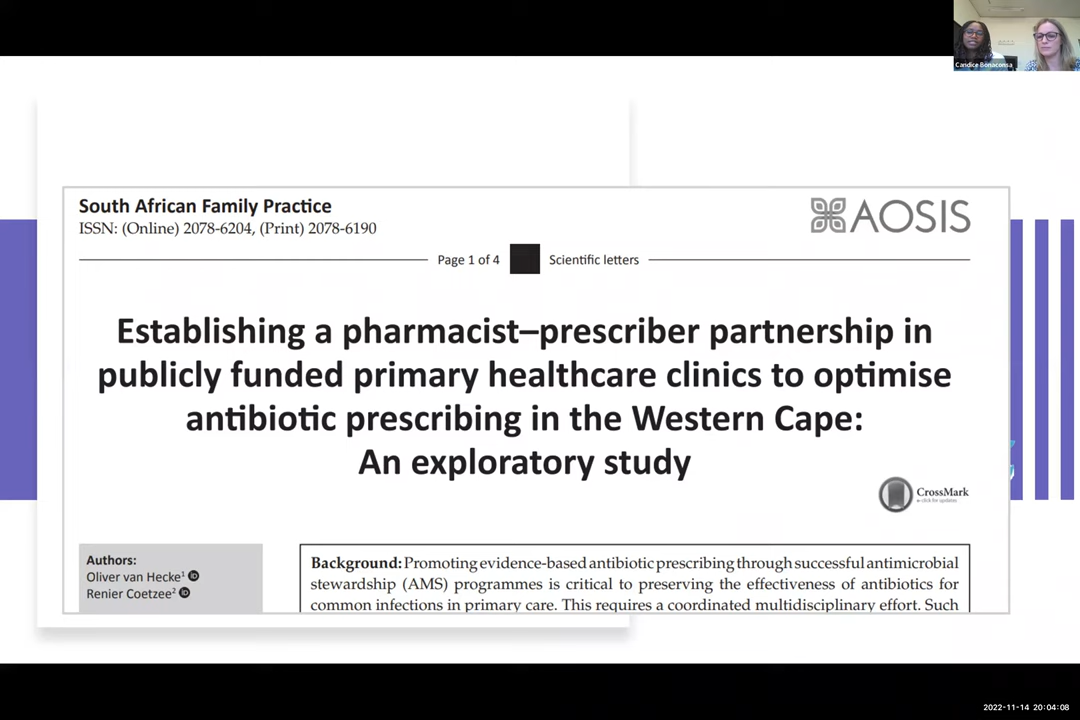 Candice Bonaconsa
South African Family Practice
ISSN: (Online) 2078-6204, (Print) 2078-6190
AOSIS
Page 1 of 4 Scientific letters
Establishing a pharmacist–prescriber partnership in
publicly funded primary healthcare clinics to optimise
antibiotic prescribing in the Western Cape:
An exploratory study
CrossMark
click for updates
Authors:
Oliver van Hecke1
Renier Coetzee2
Background: Promoting evidence-based antibiotic prescribing through successful antimicrobial
stewardship (AMS) programmes is critical to preserving the effectiveness of antibiotics for
common infections in primary care. This requires a coordinated multidisciplinary effort. Such
2022-11-14 20:04:08